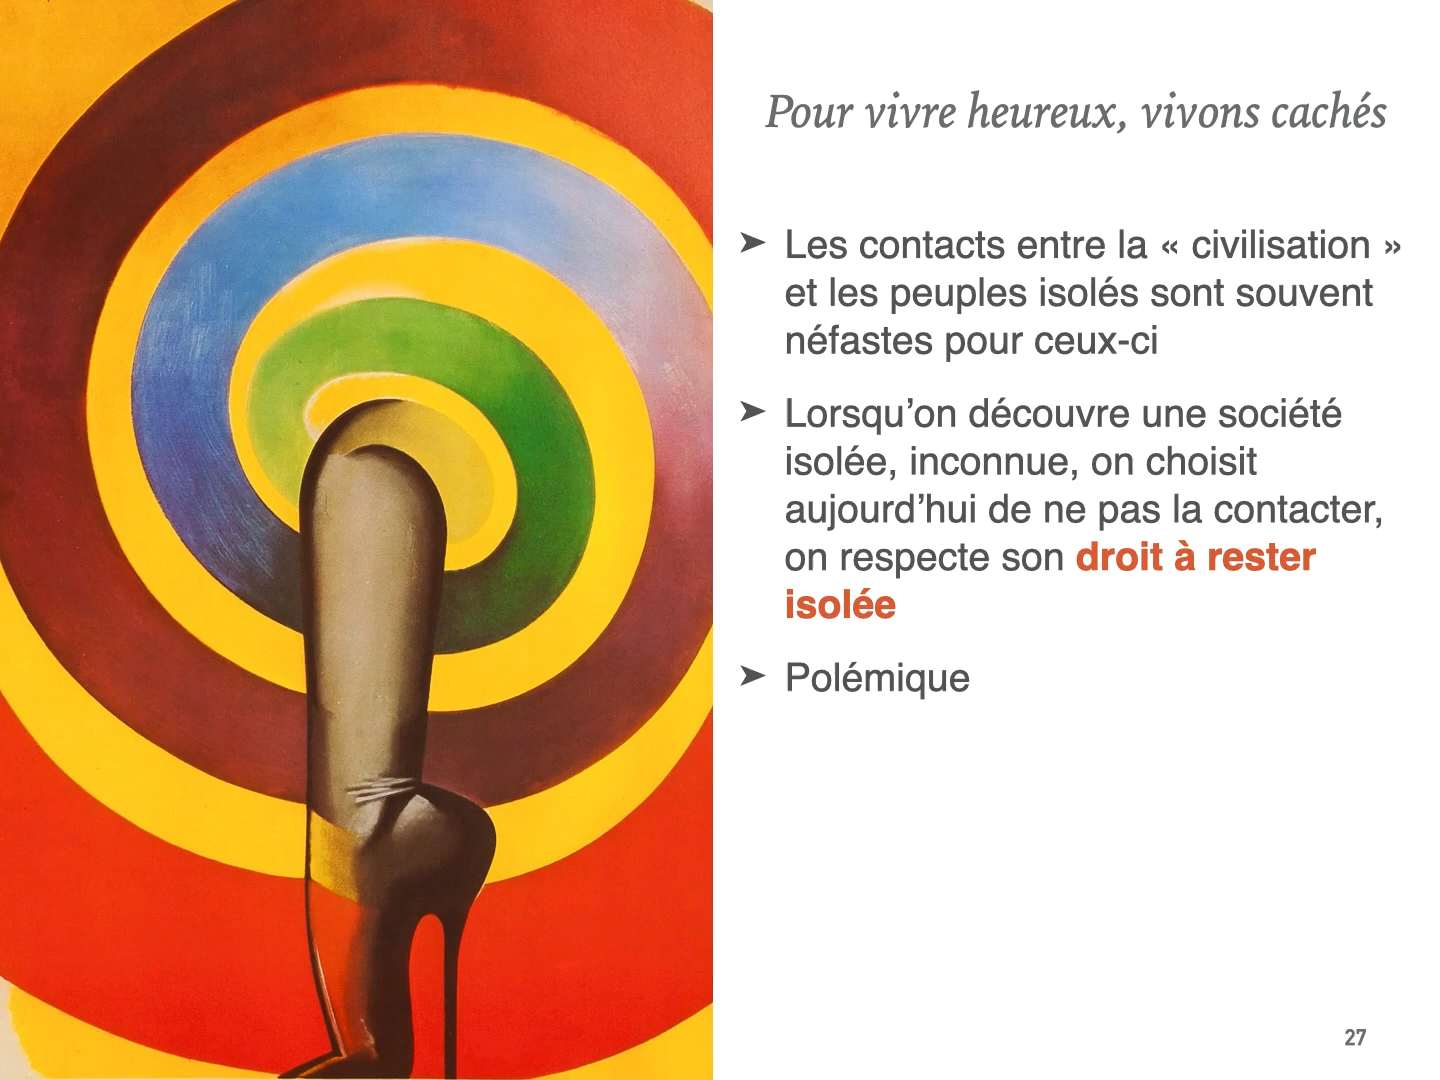 Pour vivre heureux, vivons cachés
➤ Les contacts entre la « civilisation »
et les peuples isolés sont souvent
néfastes pour ceux-ci
➤ Lorsqu’on découvre une société
isolée, inconnue, on choisit
aujourd’hui de ne pas la contacter,
on respecte son droit à rester
isolée
➤ Polémique
27